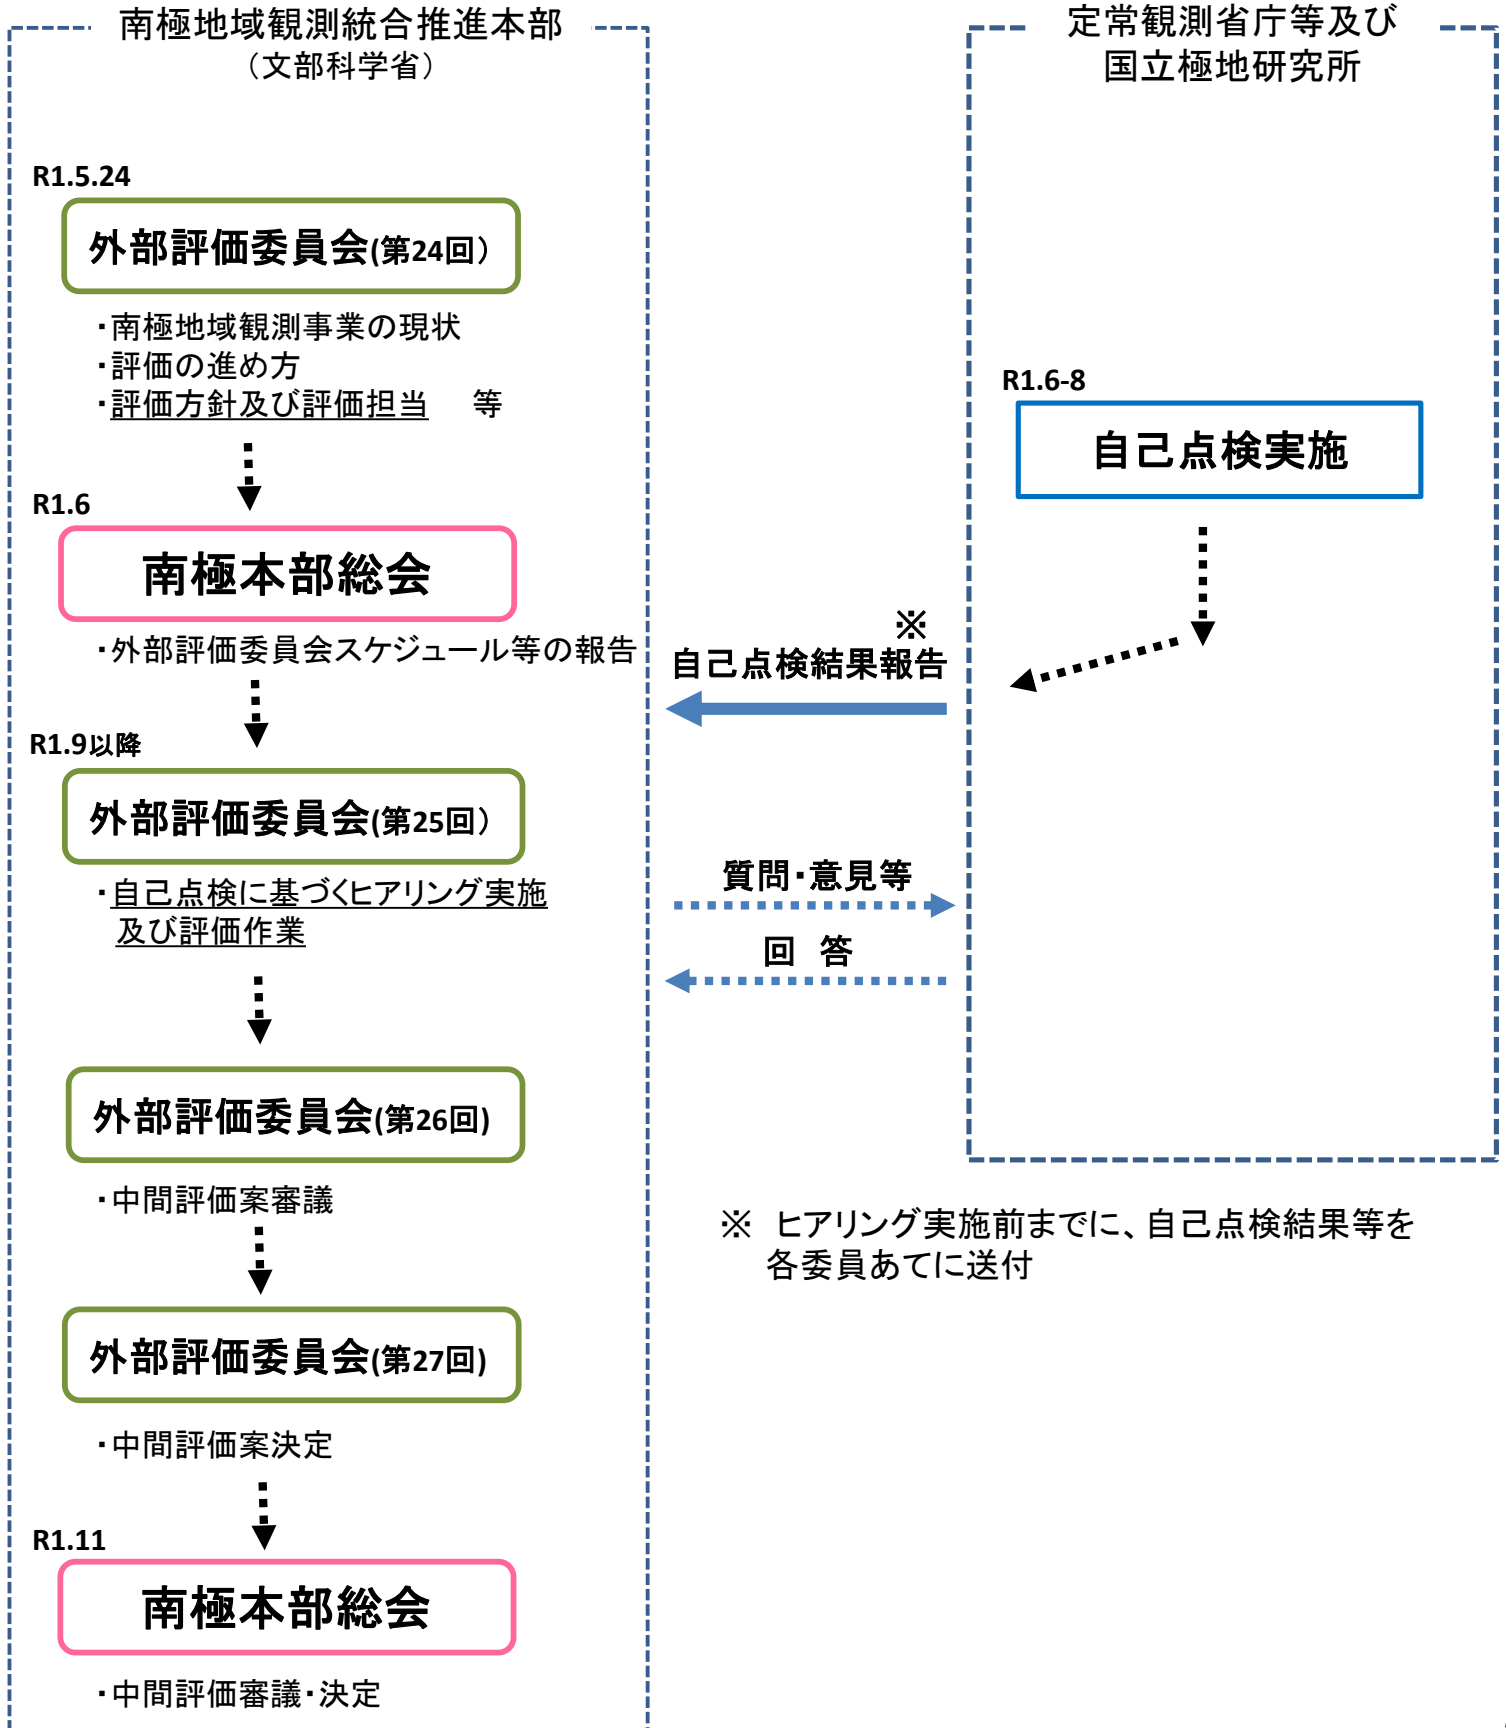 南極地域観測統合推進本部
（文部科学省）
R1.5.24
外部評価委員会(第24回）
・南極地域観測事業の現状
・評価の進め方
・評価方針及び評価担当　等
R1.6
南極本部総会
・外部評価委員会スケジュール等の報告
R1.9以降
外部評価委員会(第25回）
・自己点検に基づくヒアリング実施
及び評価作業
外部評価委員会(第26回)
・中間評価案審議
外部評価委員会(第27回)
・中間評価案決定
R1.11
南極本部総会
・中間評価審議・決定
※
自己点検結果報告
質問・意見等
回　答
定常観測省庁等及び
国立極地研究所
R1.6-8
自己点検実施
※　ヒアリング実施前までに、自己点検結果等を
各委員あてに送付